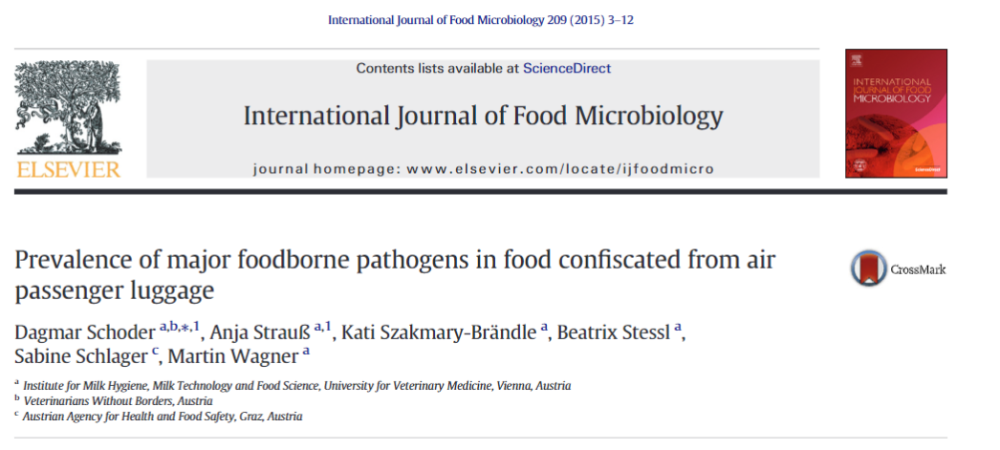 International Journal of Food Microbiology 209 (2015) 3–12
Contents lists available at ScienceDirect
International Journal of Food Microbiology
journal homepage: www.elsevier.com/locate/ijfoodmicro
ELSEVIER
INTERNATIONAL
JOURNAL OF FOOD
MICROBIOLOGY
Prevalence of major foodborne pathogens in food confiscated from air
passenger luggage
CrossMark
Dagmar Schoder a,b,⁎,1, Anja Strauß a,1, Kati Szakmary-Brändle a, Beatrix Stessl a,
Sabine Schlager c, Martin Wagner a
a Institute for Milk Hygiene, Milk Technology and Food Science, University for Veterinary Medicine, Vienna, Austria
b Veterinarians Without Borders, Austria
c Austrian Agency for Health and Food Safety, Graz, Austria